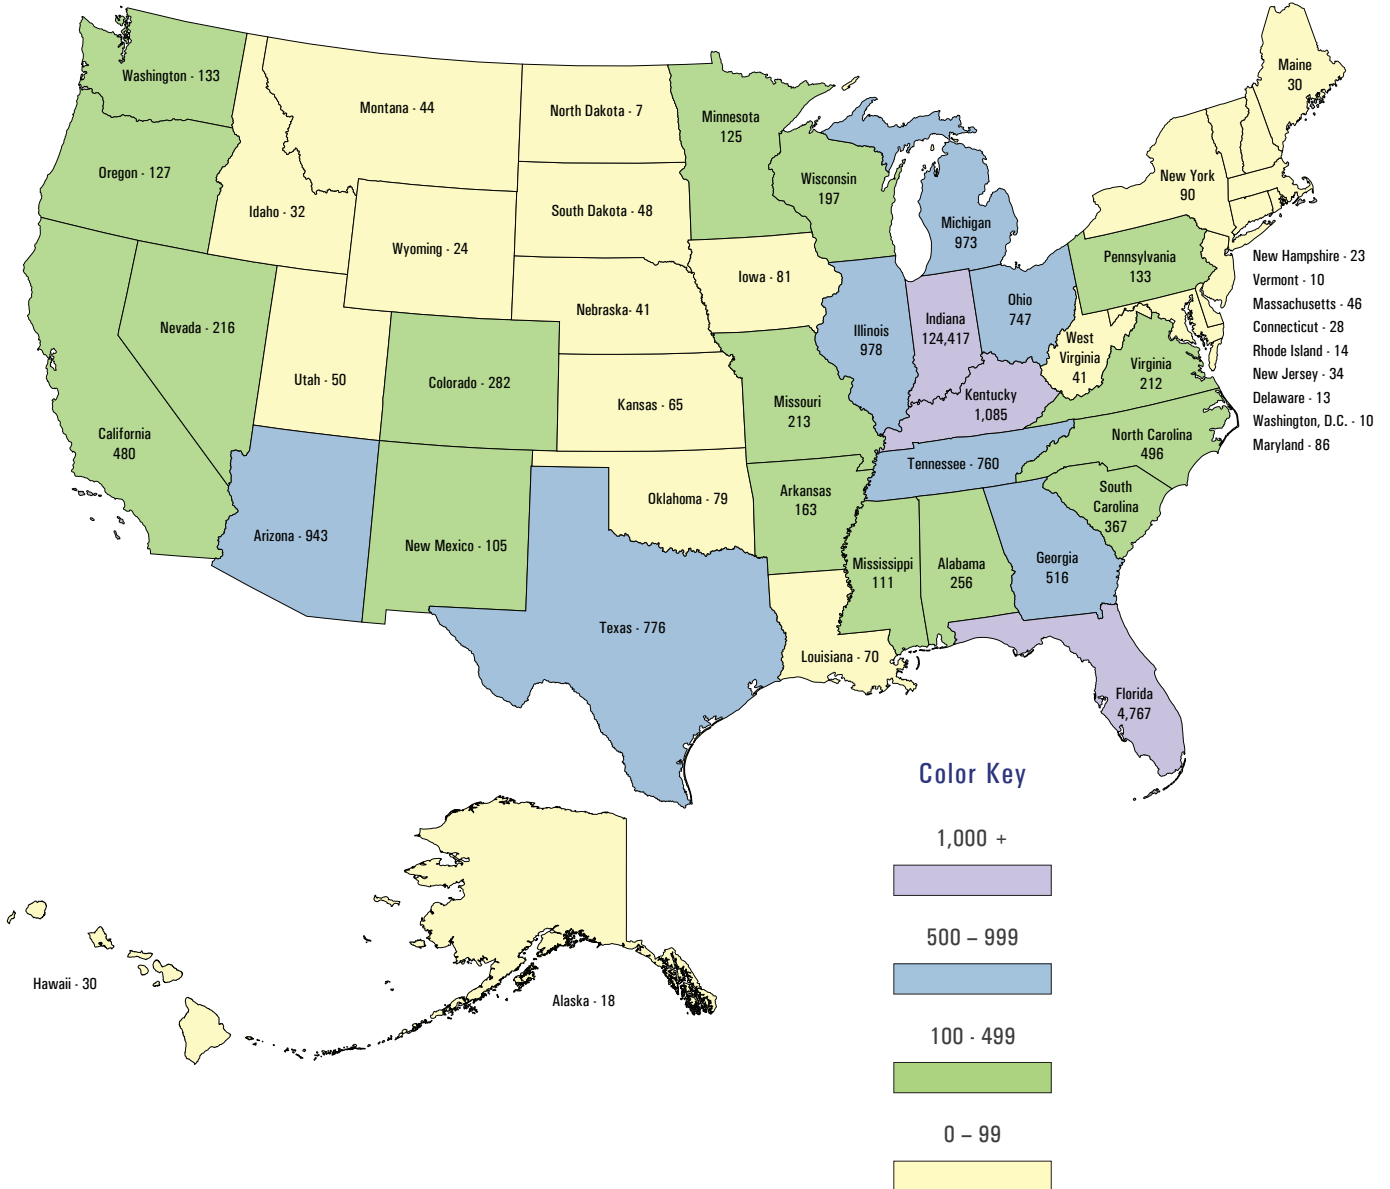 Washington - 133
Montana - 44
North Dakota - 7
Minnesota
125
Maine
30
Oregon - 127
Idaho - 32
Wyoming - 24
South Dakota - 48
Wisconsin
197
Michigan
973
New York
90
Iowa - 81
Nebraska- 41
Pennsylvania
133
New Hampshire - 23
Vermont - 10
Massachusetts - 46
Connecticut - 28
Rhode Island - 14
New Jersey - 34
Delaware - 13
Washington, D.C. - 10
Maryland - 86
Nevada - 216
Utah - 50
Colorado - 282
Kansas - 65
Missouri
213
Illinois
978
Indiana
124,417
Ohio
747
West
Virginia
41
Virginia
212
Kentucky
1,085
California
480
North Carolina
496
Tennessee - 760
South
Carolina
367
Arizona - 943
New Mexico - 105
Oklahoma - 79
Arkansas
163
Mississippi
111
Alabama
256
Georgia
516
Texas - 776
Louisiana - 70
Florida
4,767
Hawaii - 30
Alaska - 18
Color Key
1,000 +
500 – 999
100 - 499
0 – 99